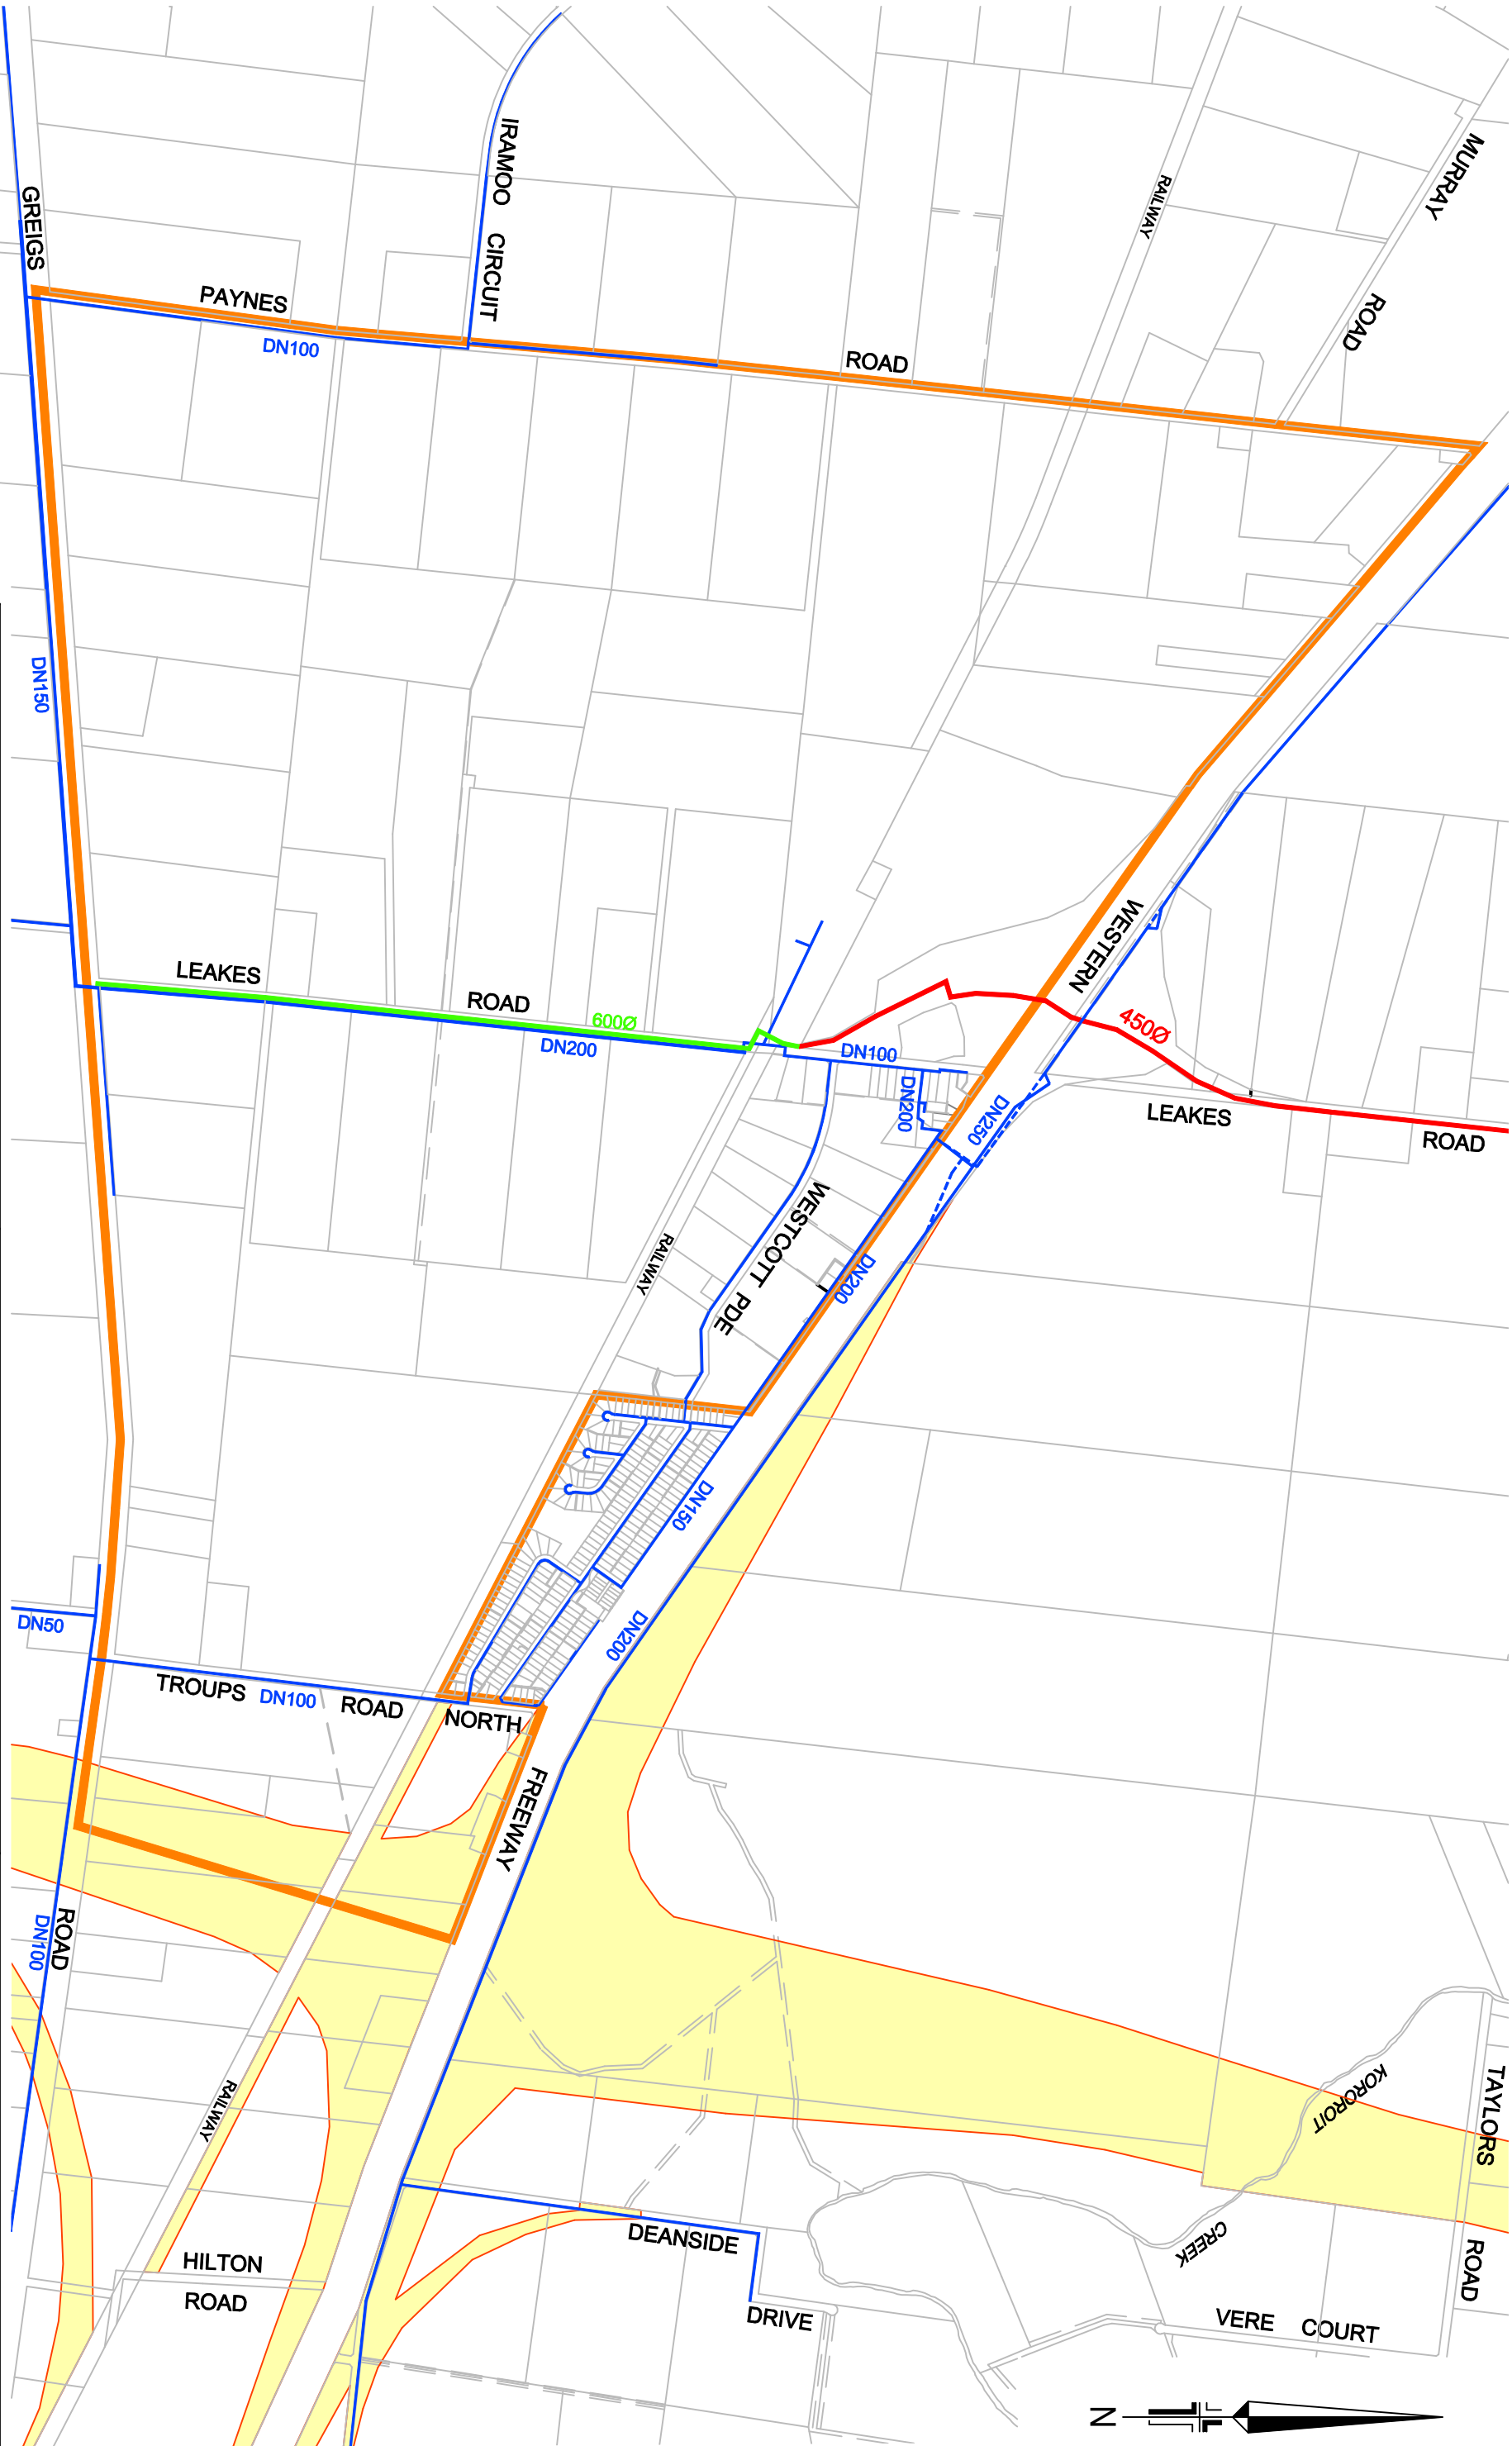 IRAMOO
CIRCUIT
MURRAY
ROAD
RAILWAY
GREIGS
PAYNES
DN100
ROAD
DN150
WESTERN
LEAKES
ROAD
600Ø
DN200
DN100
450Ø
DN200
DN250
LEAKES
ROAD
WESTCOTT PDE
RAILWAY
DN200
DN150
DN50
DN200
TROUPS
DN100
ROAD
NORTH
FREEWAY
ROAD
DN100
KOROROIT
CREEK
TAYLORS
ROAD
RAILWAY
DEANSIDE
DRIVE
HILTON
ROAD
VERE COURT
N